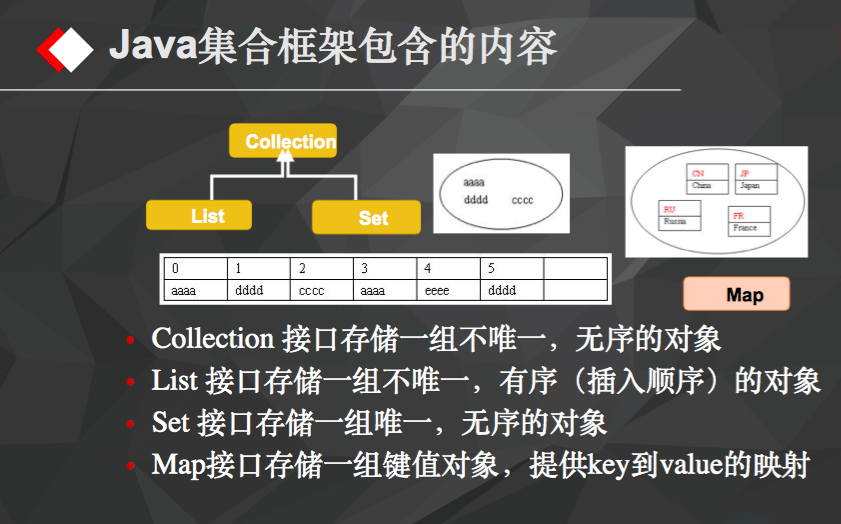 Java集合框架包含的内容
Collection
List
Set
aaaa
dddd cccc
CN
China
JP
Japan
RU
Russia
FR
France
Map
0 1 2 3 4 5
aaaa dddd cccc aaaa eeee dddd
Collection 接口存储一组不唯一，无序的对象
List 接口存储一组不唯一，有序（插入顺序）的对象
Set 接口存储一组唯一，无序的对象
Map接口存储一组键值对象，提供key到value的映射